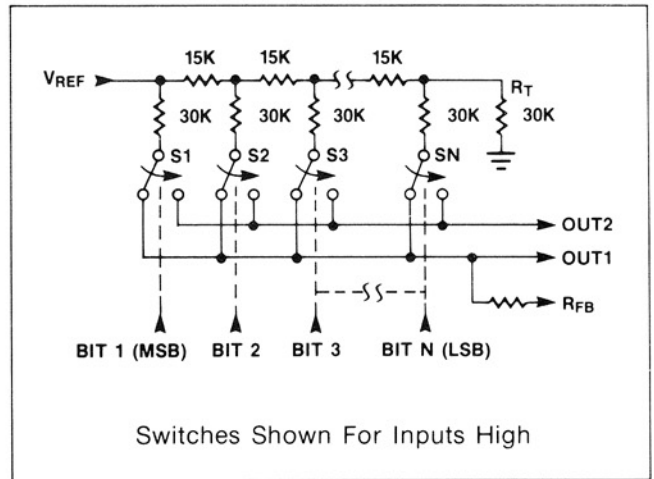 15K 15K 15K
VREF
RT
30K 30K 30K 30K 30K
S1 S2 S3 SN
OUT2
OUT1
RFB
BIT 1 (MSB) BIT 2 BIT 3 BIT N (LSB)
Switches Shown For Inputs High